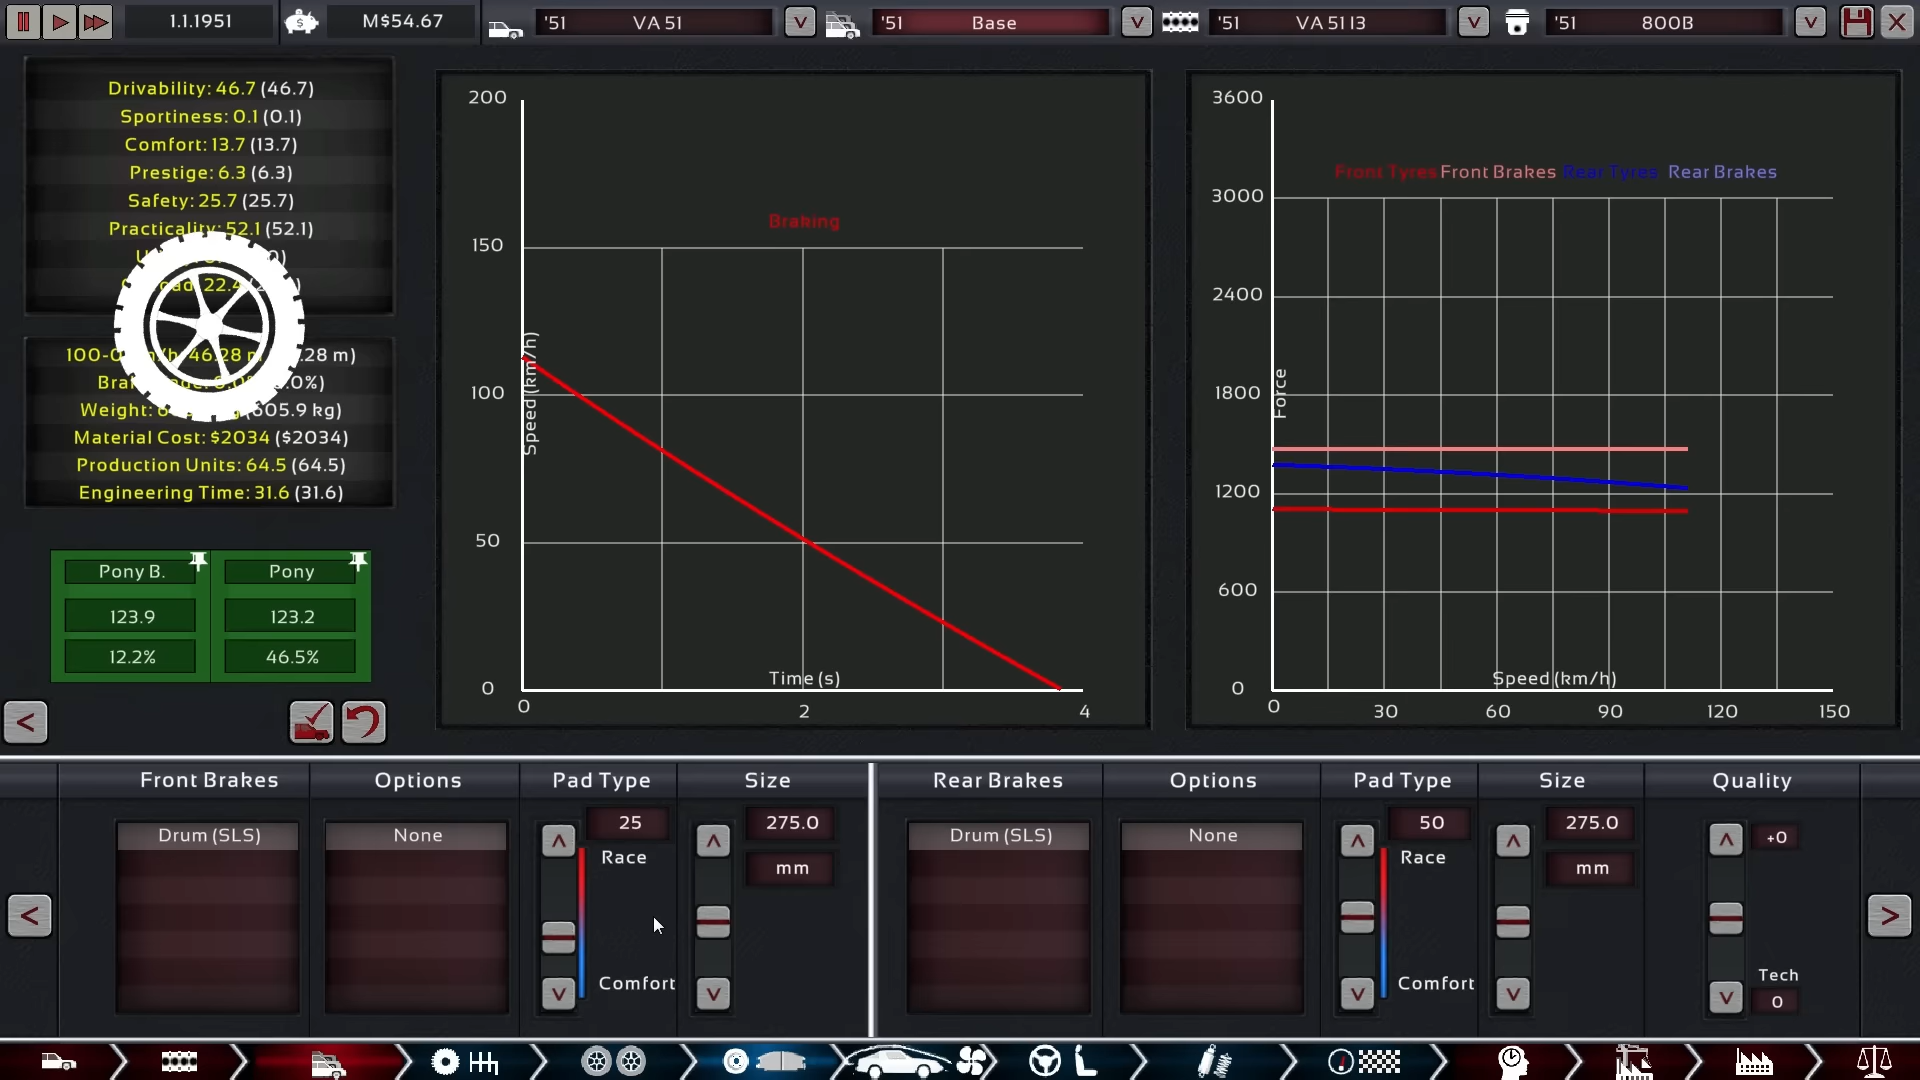 1.1.1951
M$54.67
'51 VA 51
'51 Base
'51 VA 51 I3
'51 800B
Drivability: 46.7 (46.7)
Sportiness: 0.1 (0.1)
Comfort: 13.7 (13.7)
Prestige: 6.3 (6.3)
Safety: 25.7 (25.7)
Practicality: 52.1 (52.1)
Weight:
Material Cost: $2034 ($2034)
Production Units: 64.5 (64.5)
Engineering Time: 31.6 (31.6)
Pony B. Pony
123.9 123.2
12.2% 46.5%
200
150
100
50
0
Braking
Speed (km/h)
Time (s)
0 2 4
3600
3000
2400
1800
1200
600
0
Front Tyres Front Brakes Rear Tyres Rear Brakes
Force
Speed (km/h)
0 30 60 90 120 150
Front Brakes Options Pad Type Size
Drum (SLS) None 25 275.0
Race mm
Comfort
Rear Brakes Options Pad Type Size Quality
Drum (SLS) None 50 275.0 +0
Race mm
Comfort
Tech
0